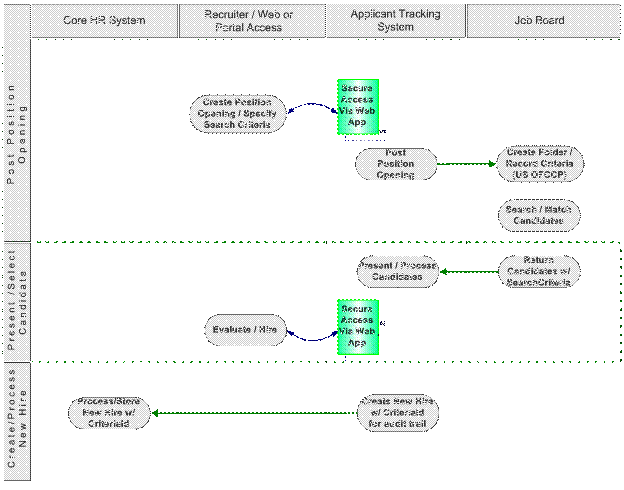 Core HR System
Recruiter / Web or
Portal Access
Applicant Tracking
System
Job Board
Post Position
Opening
Create Position
Opening / Specify
Search Criteria
Secure
Access
Via Web
App
Post
Position
Opening
Create Folder /
Record Criteria
(US OFCCP)
Search / Match
Candidates
Present /Select
Candidate
Present / Process
Candidates
Return
Candidates w/
SearchCriteria
Evaluate / Hire
Secure
Access
Via Web
App
Create/Process
New Hire
Process/Store
New Hire w/
CriteriaId
Create New Hire
w/ CriteriaId
for audit trail